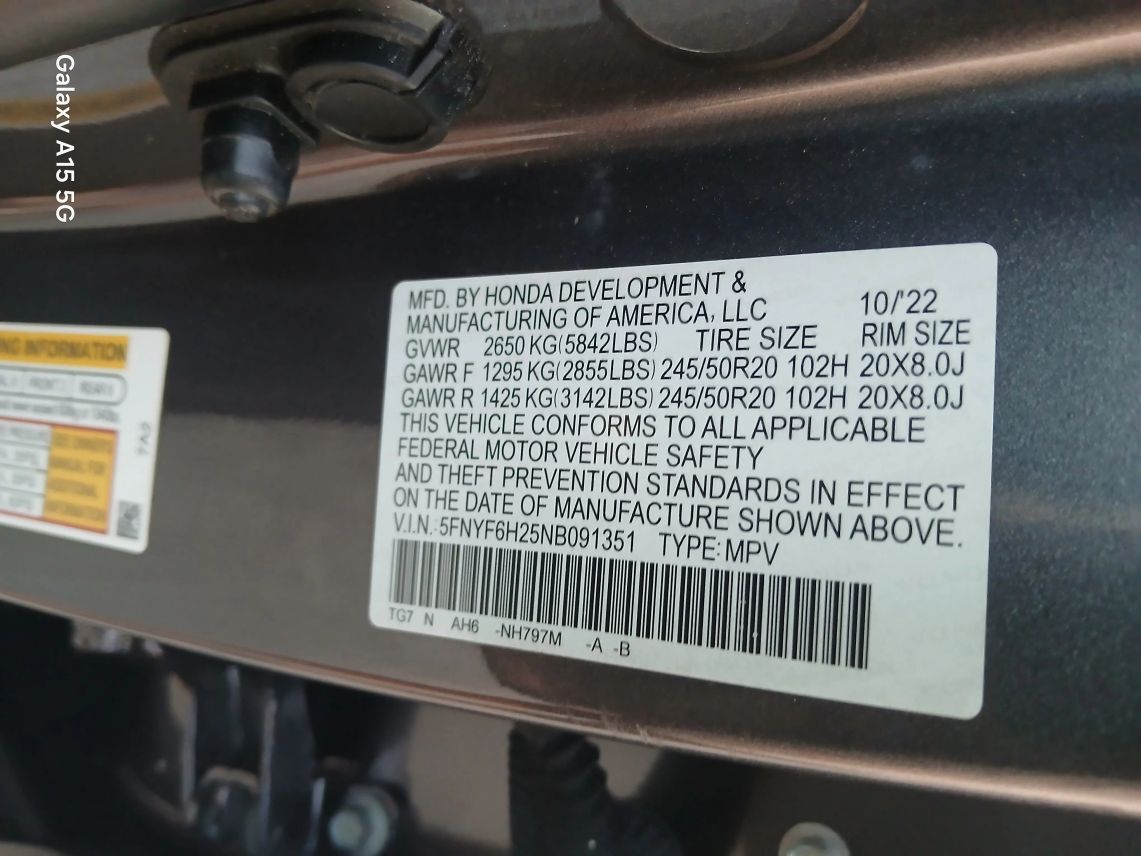 Galaxy A15 5G
MFD. BY HONDA DEVELOPMENT &
MANUFACTURING OF AMERICA, LLC 10/'22
GVWR 2650 KG(5842LBS) TIRE SIZE RIM SIZE
GAWR F 1295 KG(2855LBS) 245/50R20 102H 20X8.0J
GAWR R 1425 KG(3142LBS) 245/50R20 102H 20X8.0J
THIS VEHICLE CONFORMS TO ALL APPLICABLE
FEDERAL MOTOR VEHICLE SAFETY
AND THEFT PREVENTION STANDARDS IN EFFECT
ON THE DATE OF MANUFACTURE SHOWN ABOVE.
V.I.N.: 5FNYF6H25NB091351 TYPE: MPV
TG7 N AH6 -NH797M -A -B
INFORMATION
7A9